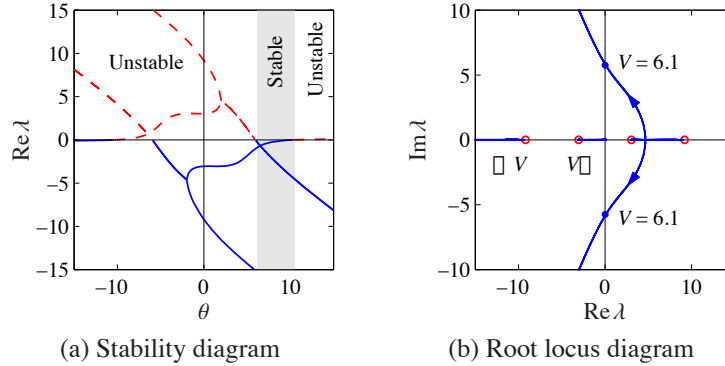 15
10
5
0
−5
−10
−15
Re λ
Unstable
Stable
Unstable
−10
0
10
θ
(a) Stability diagram
10
5
0
−5
−10
Im λ
V = 6.1
V
V
V = 6.1
−10
0
10
Re λ
(b) Root locus diagram